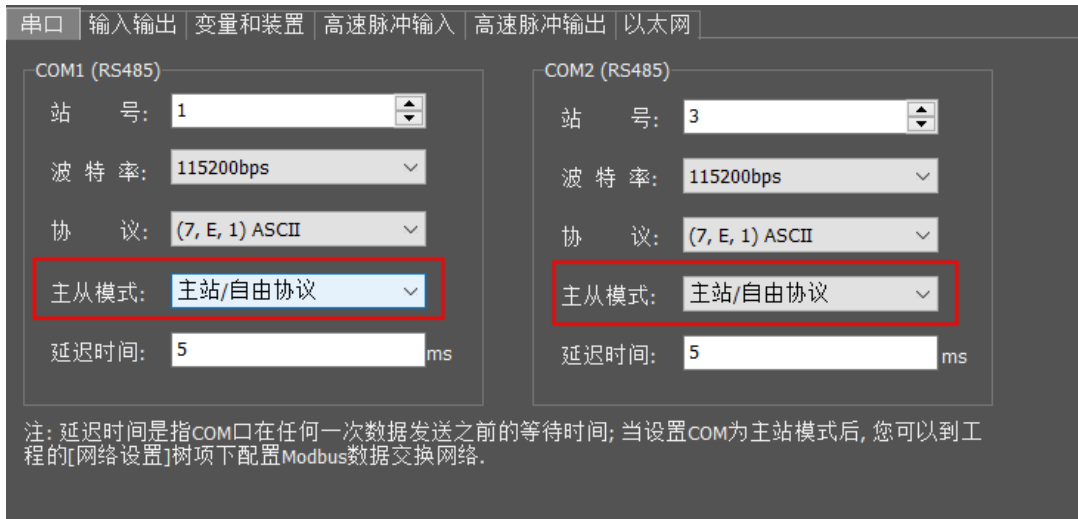 串口 输入输出 变量和装置 高速脉冲输入 高速脉冲输出 以太网
COM1 (RS485)
站 号: 1
波 特 率: 115200bps
协 议: (7, E, 1) ASCII
主从模式: 主站/自由协议
延迟时间: 5 ms
COM2 (RS485)
站 号: 3
波 特 率: 115200bps
协 议: (7, E, 1) ASCII
主从模式: 主站/自由协议
延迟时间: 5 ms
注: 延迟时间是指COM口在任何一次数据发送之前的等待时间; 当设置COM为主站模式后, 您可以到工
程的[网络设置]树项下配置Modbus数据交换网络.